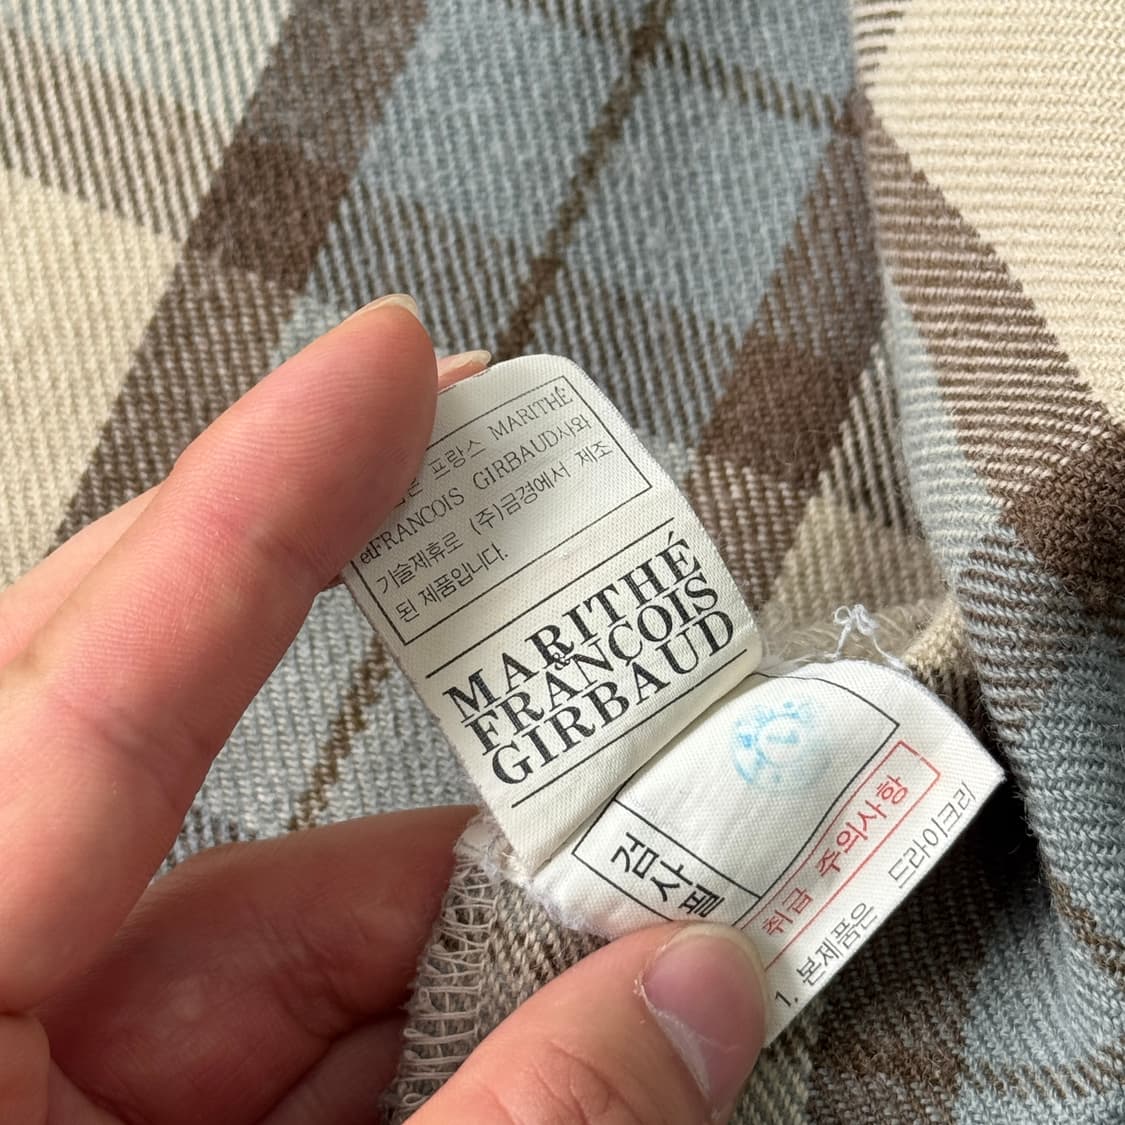 프랑스 MARITHÉ
etFRANCOIS GIRBAUD사와
기술제휴로 (주)금경에서 제조
된 제품입니다.
MARITHÉ
&
FRANÇOIS
GIRBAUD
검사필
취급 주의사항
1. 본제품은 드라이크리